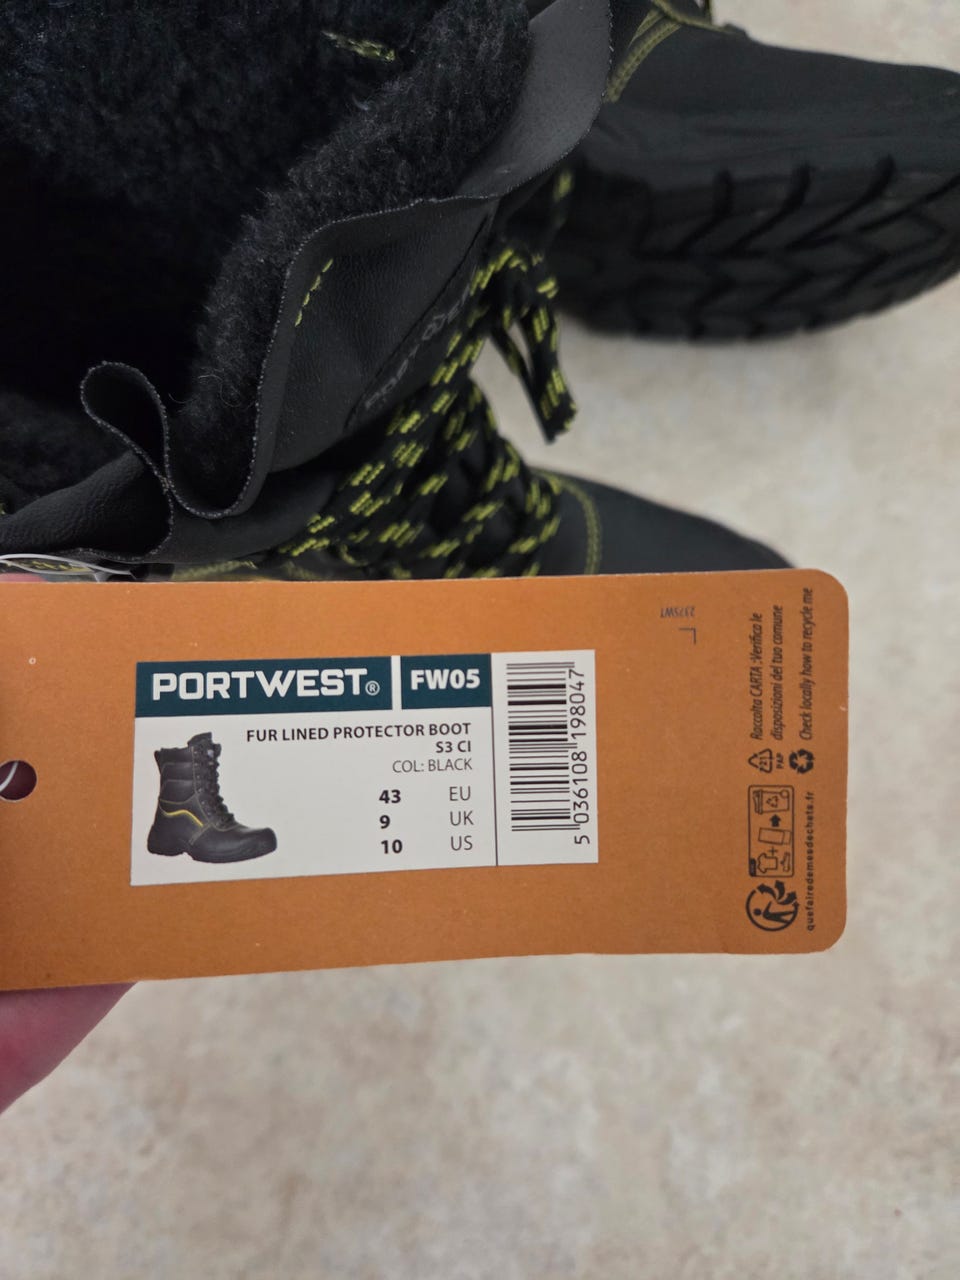 PORTWEST® FW05
FUR LINED PROTECTOR BOOT
S3 CI
COL: BLACK
43 EU
9 UK
10 US
5 036108 198047
237SWT
Raccolta CARTA; Verifica le
disposizioni del tuo comune
Check locally how to recycle me
21
PAP
quefairedemesdechets.fr